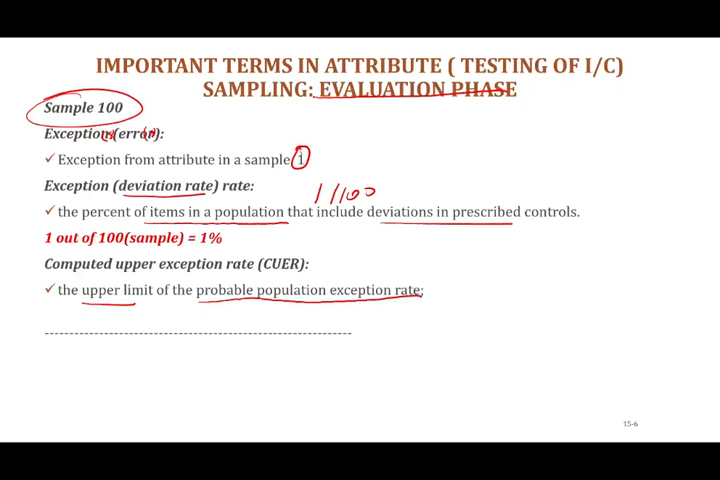 IMPORTANT TERMS IN ATTRIBUTE ( TESTING OF I/C)
SAMPLING: EVALUATION PHASE
Sample 100
Exception (error):
✓ Exception from attribute in a sample 1
Exception (deviation rate) rate:
1/100
✓ the percent of items in a population that include deviations in prescribed controls.
1 out of 100(sample) = 1%
Computed upper exception rate (CUER):
✓ the upper limit of the probable population exception rate;
-------------------------------------------------------------
15-6